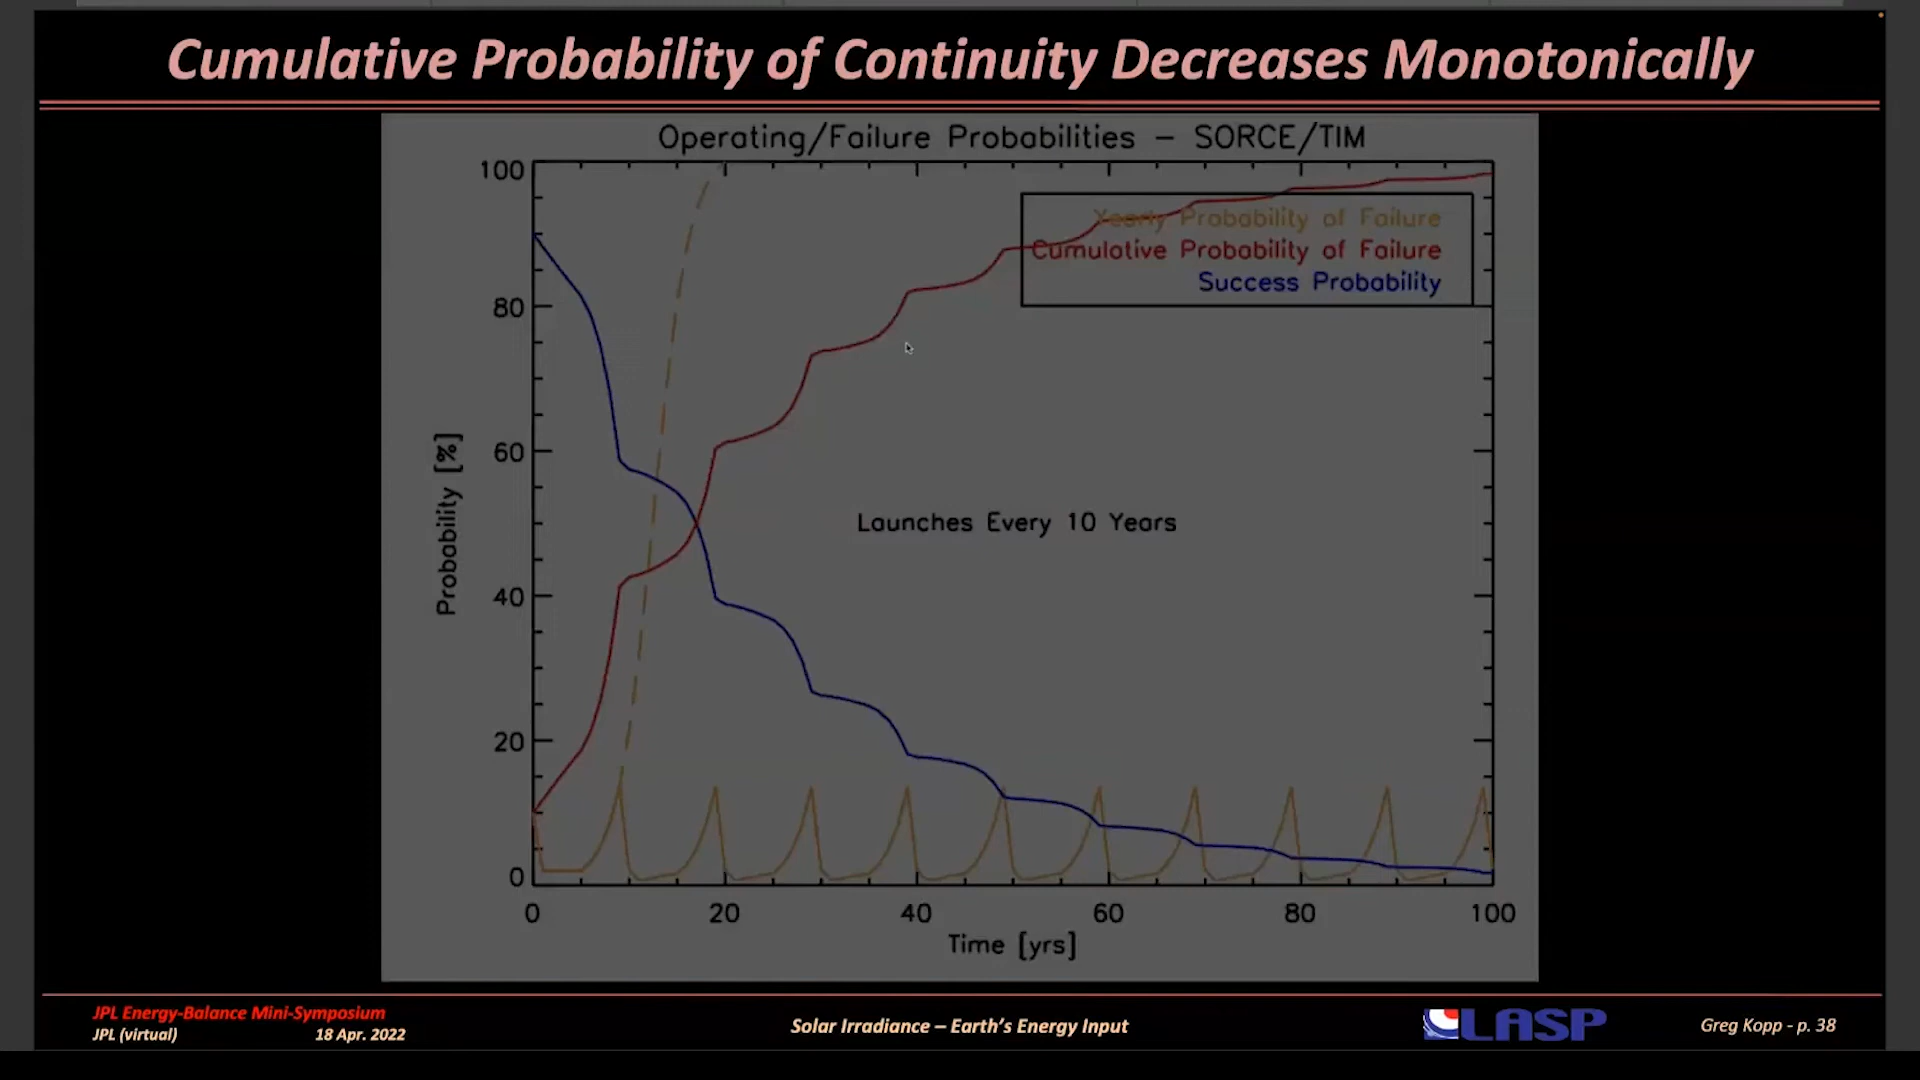 Cumulative Probability of Continuity Decreases Monotonically
Operating/Failure Probabilities – SORCE/TIM
Yearly Probability of Failure
Cumulative Probability of Failure
Success Probability
Launches Every 10 Years
Probability [%]
100
80
60
40
20
0
0 20 40 60 80 100
Time [yrs]
JPL Energy-Balance Mini-Symposium
JPL (virtual) 18 Apr. 2022
Solar Irradiance – Earth's Energy Input
LASP
Greg Kopp - p. 38